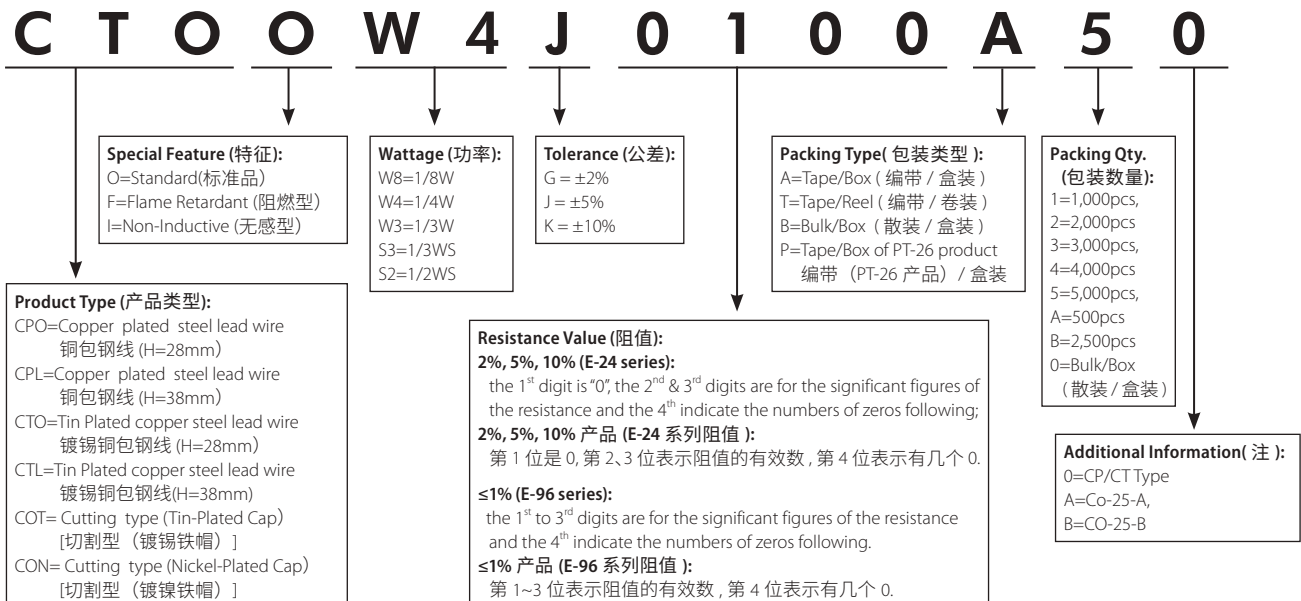 C T O O W 4 J 0 1 0 0 A 5 0
Special Feature (特征):
O=Standard(标准品)
F=Flame Retardant (阻燃型)
I=Non-Inductive (无感型)
Wattage (功率):
W8=1/8W
W4=1/4W
W3=1/3W
S3=1/3WS
S2=1/2WS
Tolerance (公差):
G = ±2%
J = ±5%
K = ±10%
Packing Type( 包装类型 ):
A=Tape/Box ( 编带 / 盒装 )
T=Tape/Reel ( 编带 / 卷装 )
B=Bulk/Box ( 散装 / 盒装 )
P=Tape/Box of PT-26 product
编带（PT-26 产品）/ 盒装
Packing Qty.
(包装数量):
1=1,000pcs,
2=2,000pcs
3=3,000pcs,
4=4,000pcs
5=5,000pcs,
A=500pcs
B=2,500pcs
0=Bulk/Box
( 散装 / 盒装 )
Product Type (产品类型):
CPO=Copper plated steel lead wire
铜包钢线 (H=28mm）
CPL=Copper plated steel lead wire
铜包钢线 (H=38mm)
CTO=Tin Plated copper steel lead wire
镀锡铜包钢线 (H=28mm）
CTL=Tin Plated copper steel lead wire
镀锡铜包钢线(H=38mm)
COT= Cutting type (Tin-Plated Cap）
[切割型（镀锡铁帽）]
CON= Cutting type (Nickel-Plated Cap）
[切割型（镀镍铁帽）]
Resistance Value (阻值):
2%, 5%, 10% (E-24 series):
the 1st digit is "0", the 2nd & 3rd digits are for the significant figures of
the resistance and the 4th indicate the numbers of zeros following;
2%, 5%, 10% 产品 (E-24 系列阻值 ):
第 1 位是 0, 第 2、3 位表示阻值的有效数 , 第 4 位表示有几个 0.
≤1% (E-96 series):
the 1st to 3rd digits are for the significant figures of the resistance
and the 4th indicate the numbers of zeros following.
≤1% 产品 (E-96 系列阻值 ):
第 1~3 位表示阻值的有效数 , 第 4 位表示有几个 0.
Additional Information( 注 ):
0=CP/CT Type
A=Co-25-A,
B=CO-25-B